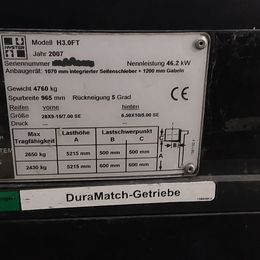 HYSTER
Modell H3.0FT
Jahr 2007
Seriennummer
Nennleistung 46.2 kW
Anbaugerät: 1070 mm integrierter Seitenschieber + 1200 mm Gabeln
Gewicht 4760 kg
Spurbreite 965 mm Rückneigung 5 Grad
Reifen vorne hinten
Größe 28X9-15/7.00 SE 6.50X10/5.00 SE
Druck --- ---
Max Tragfähigkeit Lasthöhe A Lastschwerpunkt B C
2650 kg 5215 mm 500 mm 500 mm
2430 kg 5215 mm 600 mm 600 mm
A
B
C
DuraMatch-Getriebe